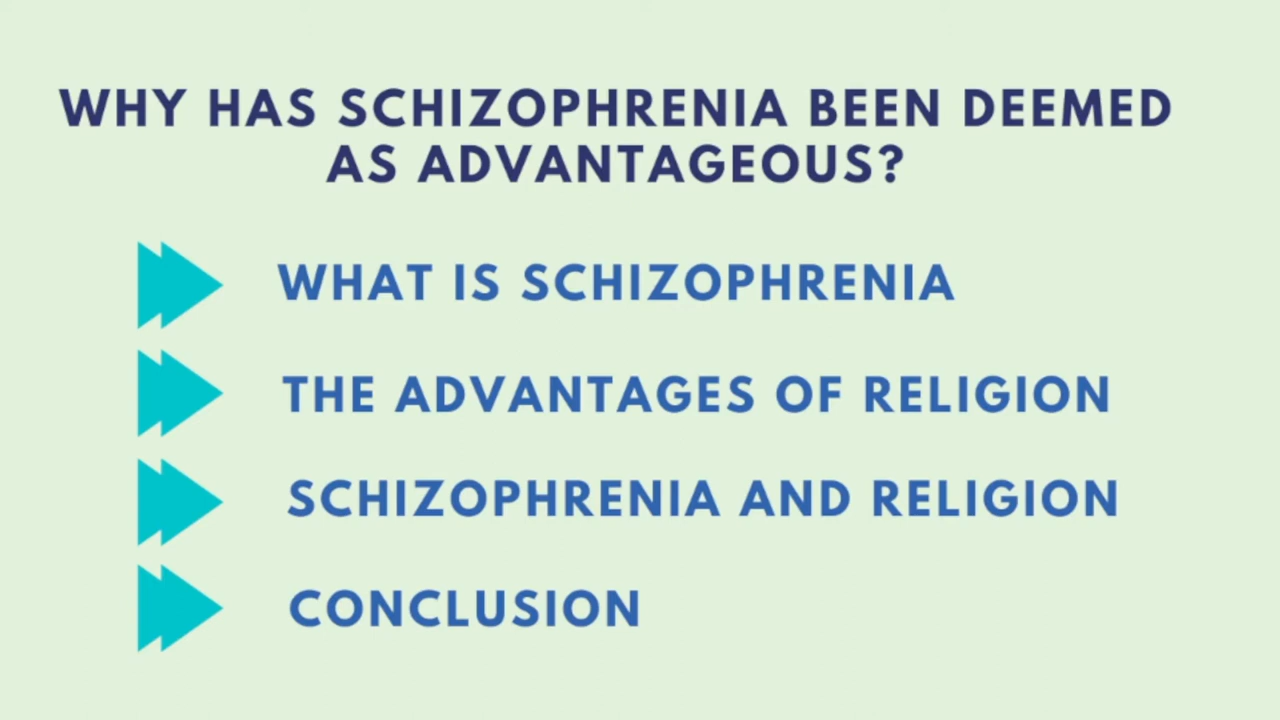 WHY HAS SCHIZOPHRENIA BEEN DEEMED
AS ADVANTAGEOUS?
WHAT IS SCHIZOPHRENIA
THE ADVANTAGES OF RELIGION
SCHIZOPHRENIA AND RELIGION
CONCLUSION